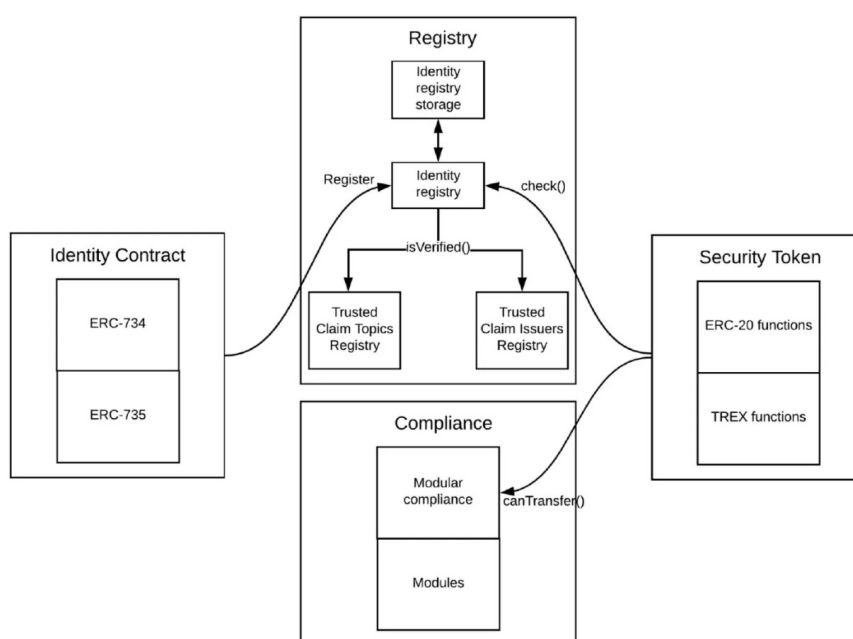 Registry
Identity
registry
storage
Register
Identity
registry
check()
isVerified()
Identity Contract
ERC-734
ERC-735
Trusted
Claim Topics
Registry
Trusted
Claim Issuers
Registry
Security Token
ERC-20 functions
TREX functions
Compliance
Modular
compliance
canTransfer()
Modules